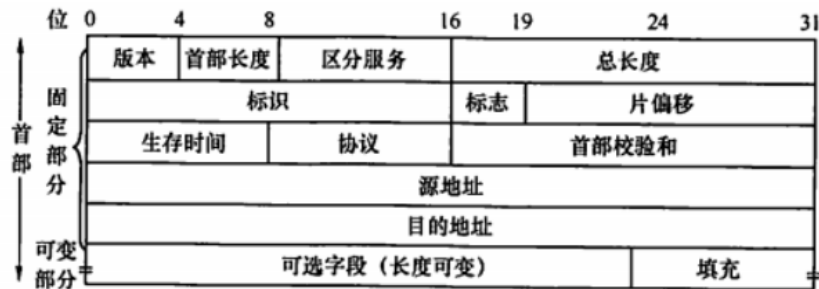 位 0 4 8 16 19 24 31
版本 首部长度 区分服务 总长度
标识 标志 片偏移
生存时间 协议 首部校验和
源地址
目的地址
可选字段（长度可变） 填充
首部
固定部分
可变部分